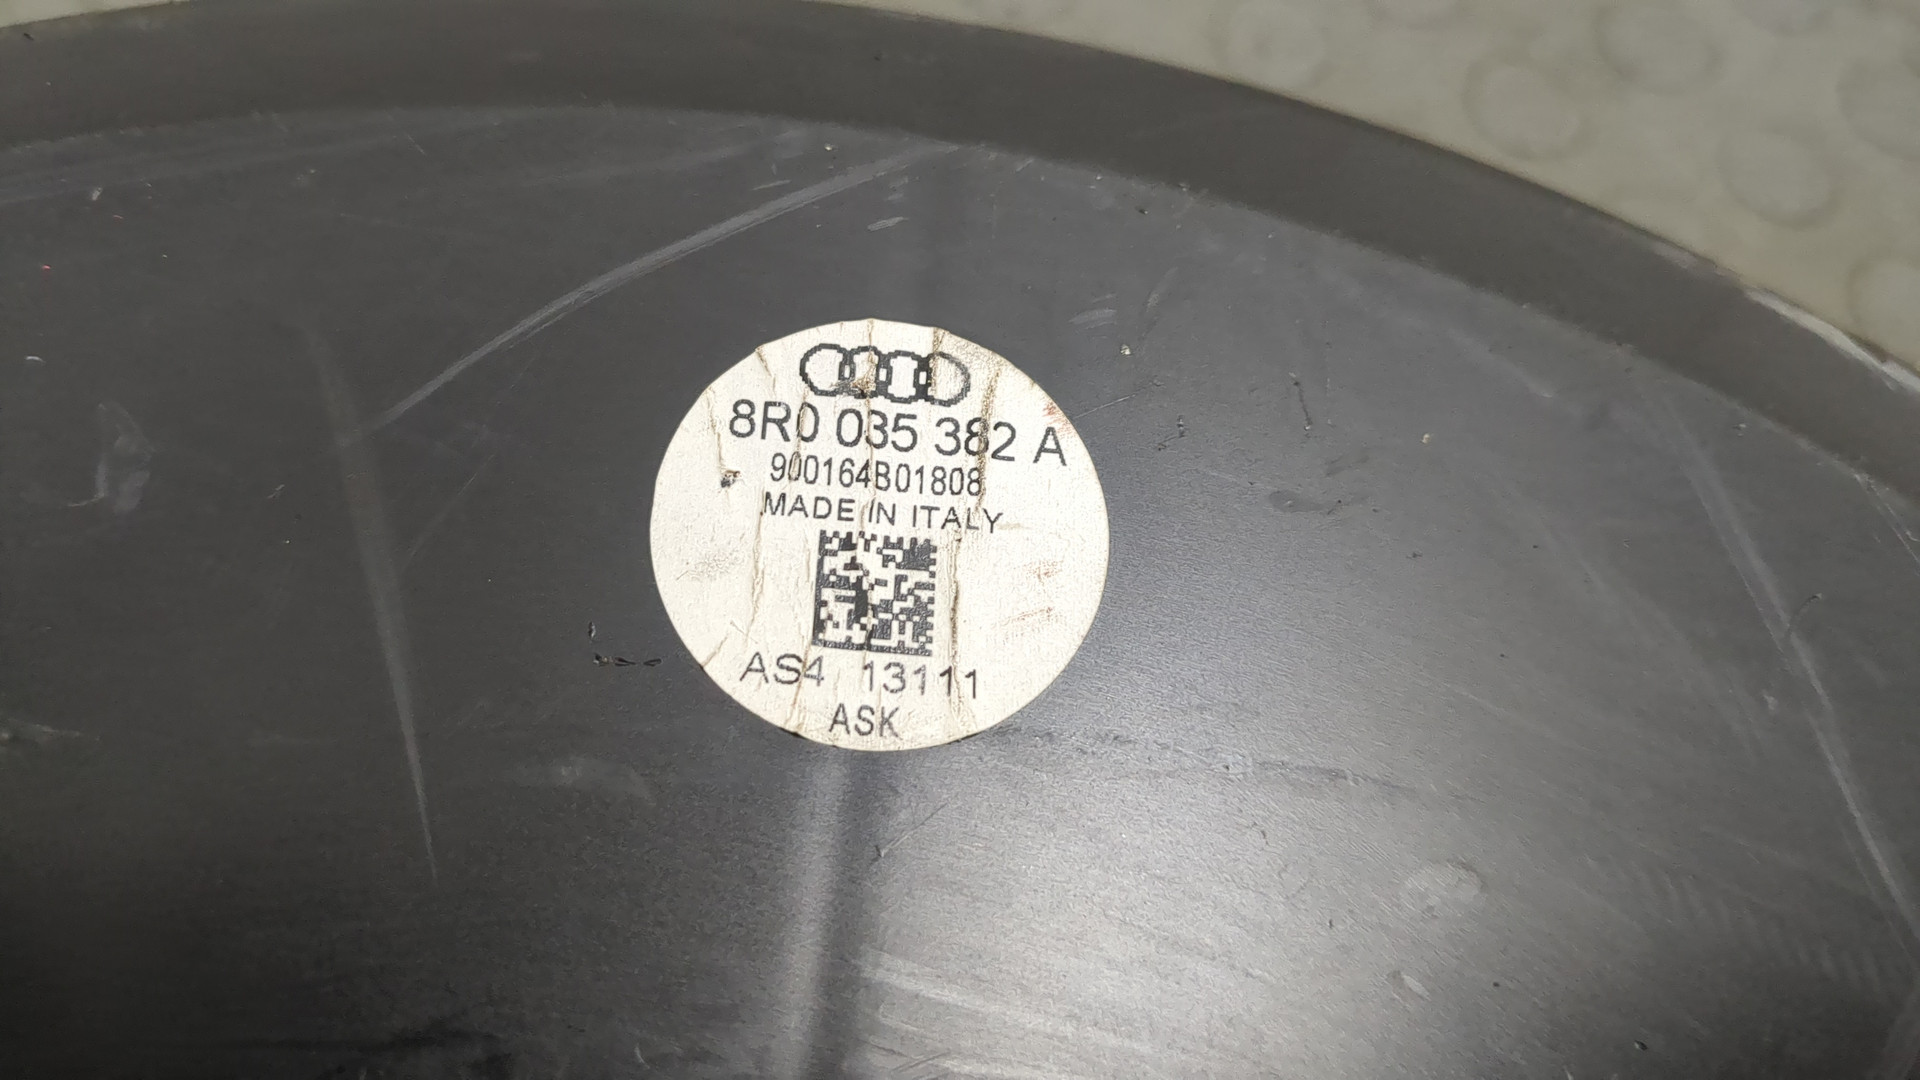 8R0 035 382 A
900164B01808
MADE IN ITALY
AS4 13111
ASK